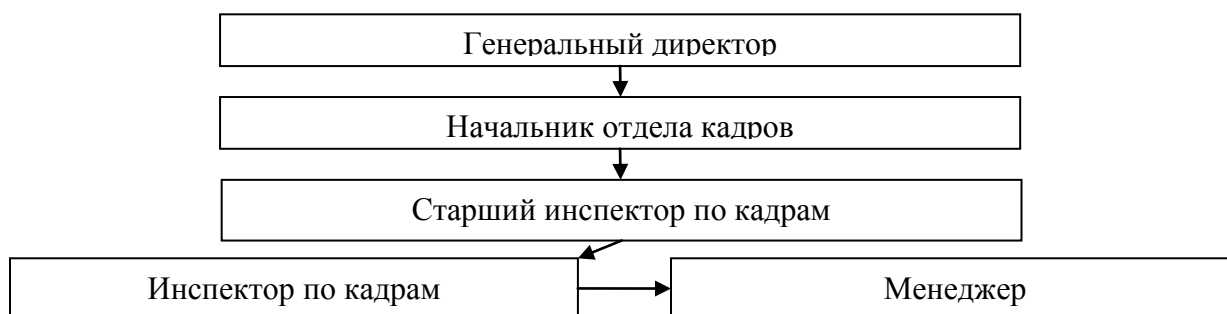 Генеральный директор
Начальник отдела кадров
Старший инспектор по кадрам
Инспектор по кадрам
Менеджер